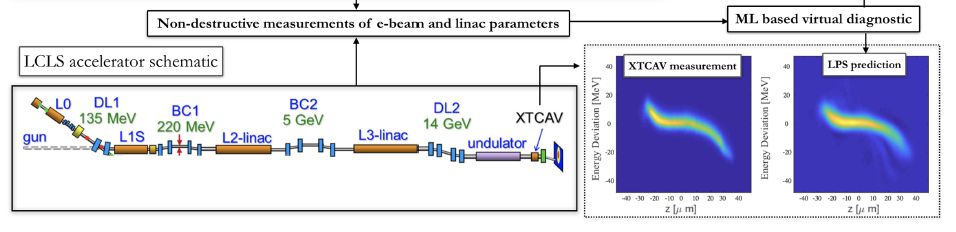 Non-destructive measurements of e-beam and linac parameters
ML based virtual diagnostic
LCLS accelerator schematic
gun
L0
DL1
135 MeV
L1S
BC1
220 MeV
L2-linac
BC2
5 GeV
L3-linac
DL2
14 GeV
undulator
XTCAV
XTCAV measurement
Energy Deviation [MeV]
40
20
0
-20
-40
-40 -30 -20 -10 0 10 20 30 40
z [μ m]
LPS prediction
Energy Deviation [MeV]
40
20
0
-20
-40
-40 -30 -20 -10 0 10 20 30 40
z [μ m]